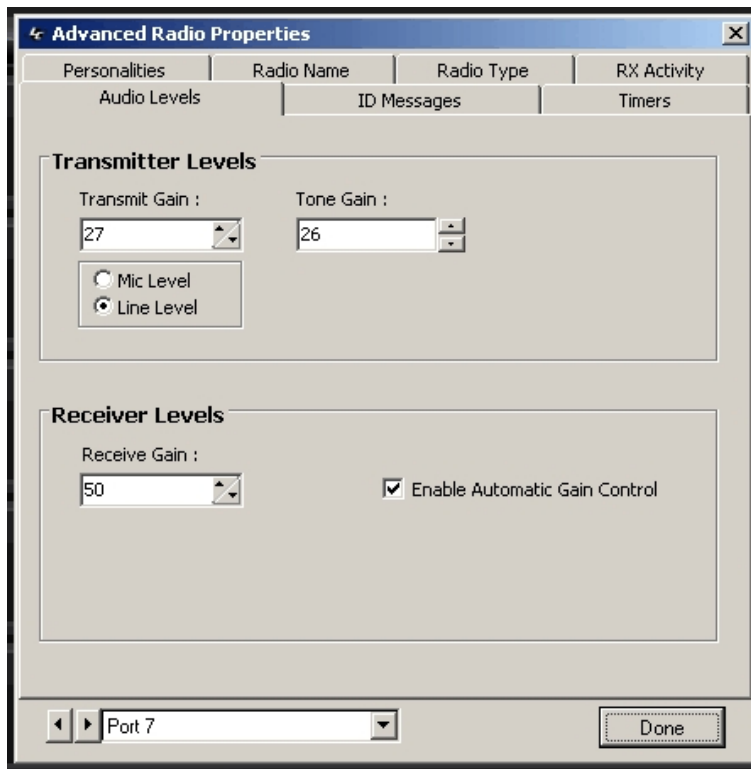 Advanced Radio Properties
Personalities Radio Name Radio Type RX Activity
Audio Levels ID Messages Timers
Transmitter Levels
Transmit Gain : Tone Gain :
27 26
Mic Level
Line Level
Receiver Levels
Receive Gain :
50 Enable Automatic Gain Control
Port 7 Done